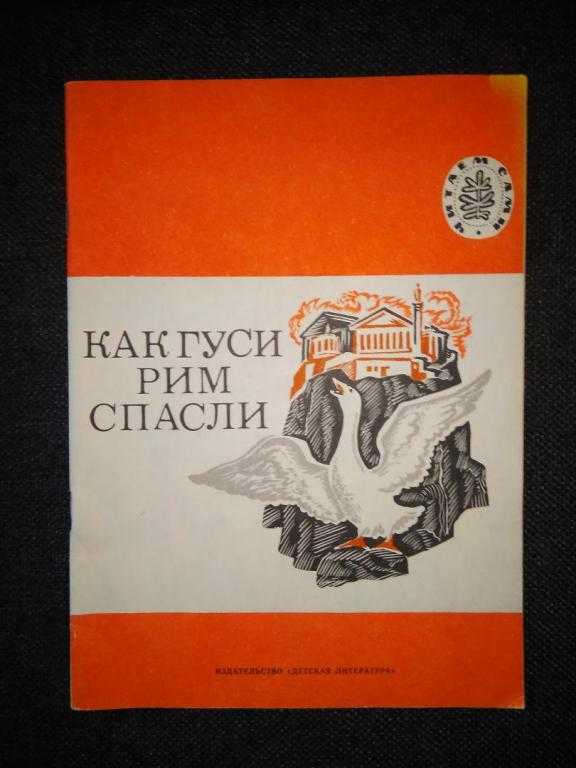 ЧИТАЕМ САМИ
КАК ГУСИ
РИМ
СПАСЛИ
ИЗДАТЕЛЬСТВО «ДЕТСКАЯ ЛИТЕРАТУРА»